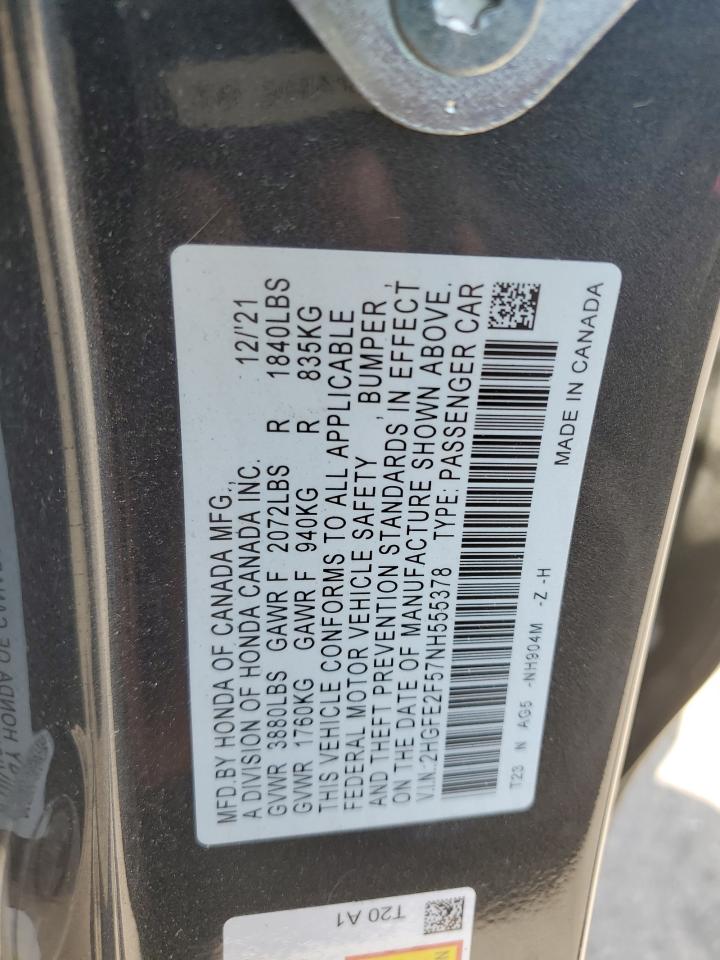 MFD.BY HONDA OF CANADA MFG.,
A DIVISION OF HONDA CANADA INC. 12/'21
GVWR 3880LBS GAWR F 2072LBS R 1840LBS
GVWR 1760KG GAWR F 940KG R 835KG
THIS VEHICLE CONFORMS TO ALL APPLICABLE
FEDERAL MOTOR VEHICLE SAFETY , BUMPER ,
AND THEFT PREVENTION STANDARDS IN EFFECT
ON THE DATE OF MANUFACTURE SHOWN ABOVE.
V.I.N.:2HGFE2F57NH555378 TYPE: PASSENGER CAR
T23 N AG5 -NH904M -Z -H
MADE IN CANADA
T20 A1